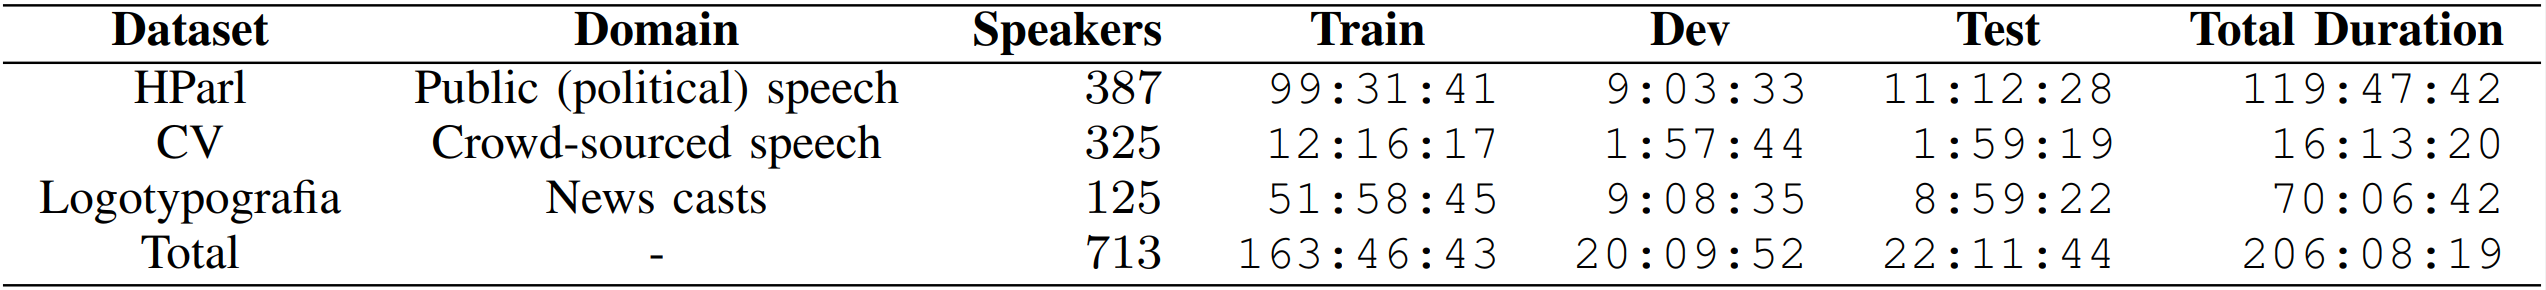 Dataset Domain Speakers Train Dev Test Total Duration
HParl Public (political) speech 387 99:31:41 9:03:33 11:12:28 119:47:42
CV Crowd-sourced speech 325 12:16:17 1:57:44 1:59:19 16:13:20
Logotypografia News casts 125 51:58:45 9:08:35 8:59:22 70:06:42
Total - 713 163:46:43 20:09:52 22:11:44 206:08:19